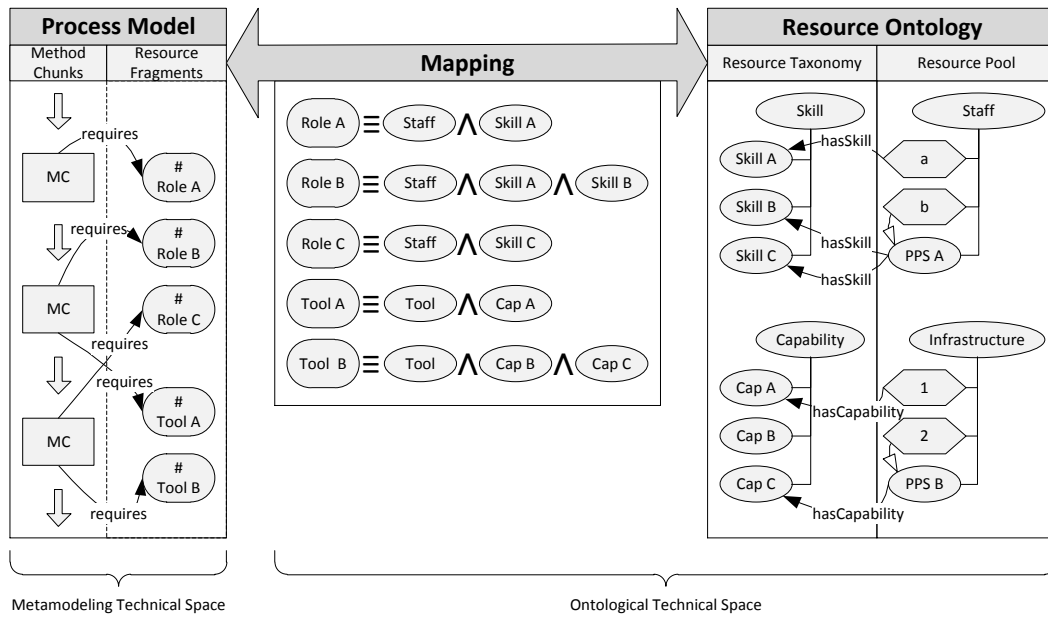 Process Model
Method
Chunks
Resource
Fragments
requires
MC
#
Role A
requires
#
Role B
MC
#
Role C
requires
requires
#
Tool A
MC
#
Tool B
requires
Metamodeling Technical Space
Mapping
Role A ≡ Staff ∧ Skill A
Role B ≡ Staff ∧ Skill A ∧ Skill B
Role C ≡ Staff ∧ Skill C
Tool A ≡ Tool ∧ Cap A
Tool B ≡ Tool ∧ Cap B ∧ Cap C
Resource Ontology
Resource Taxonomy
Resource Pool
Skill
Staff
hasSkill
Skill A
a
Skill B
b
hasSkill
Skill C
PPS A
hasSkill
Capability
Infrastructure
Cap A
1
hasCapability
Cap B
2
Cap C
PPS B
hasCapability
Ontological Technical Space